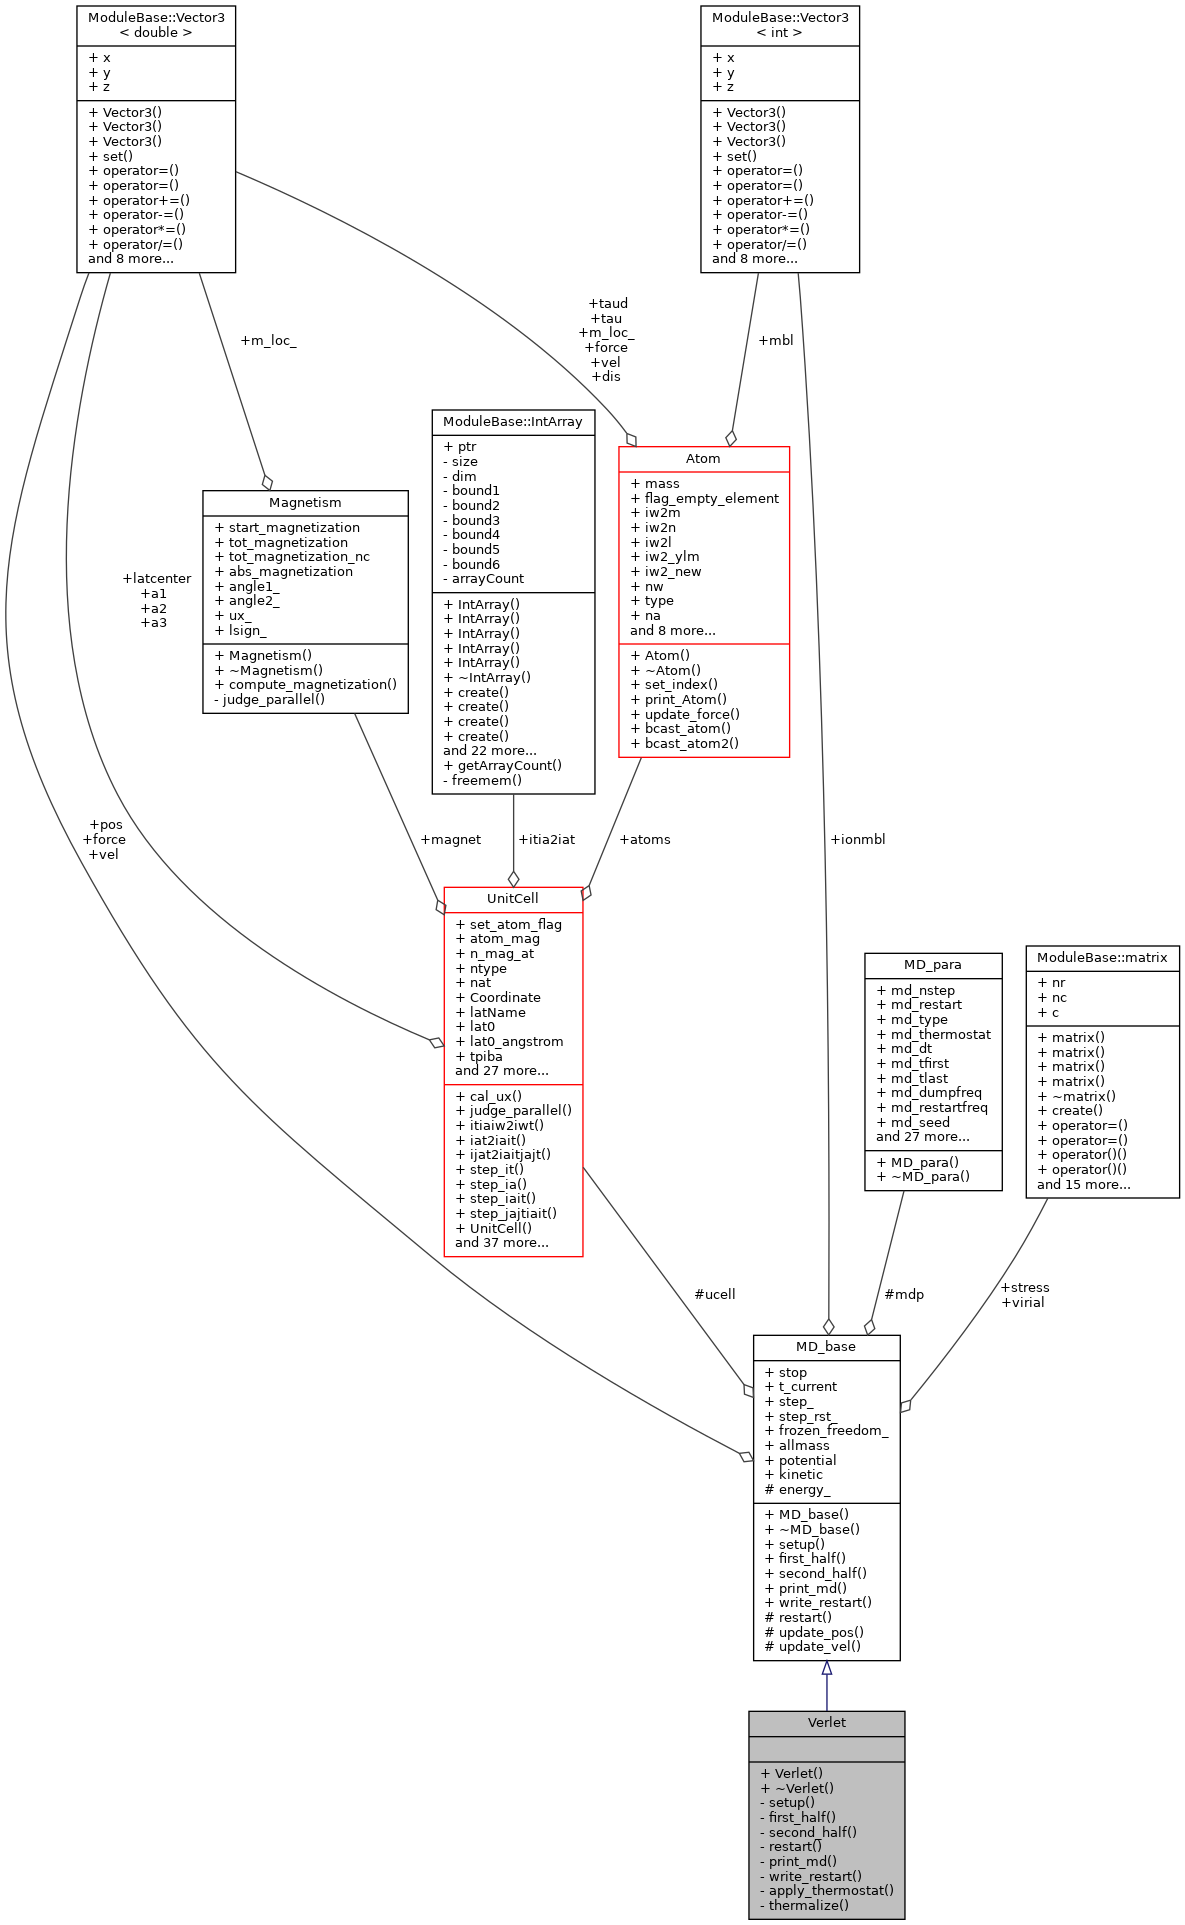 ModuleBase::Vector3
< double >
+ x
+ y
+ z
+ Vector3()
+ Vector3()
+ Vector3()
+ set()
+ operator=()
+ operator=()
+ operator+=()
+ operator-=()
+ operator*=()
+ operator/=()
and 8 more...
ModuleBase::Vector3
< int >
+ x
+ y
+ z
+ Vector3()
+ Vector3()
+ Vector3()
+ set()
+ operator=()
+ operator=()
+ operator+=()
+ operator-=()
+ operator*=()
+ operator/=()
and 8 more...
+taud
+tau
+m_loc_
+force
+vel
+dis
+m_loc_
+mbl
ModuleBase::IntArray
+ ptr
- size
- dim
- bound1
- bound2
- bound3
- bound4
- bound5
- bound6
- arrayCount
+ IntArray()
+ IntArray()
+ IntArray()
+ IntArray()
+ IntArray()
+ ~IntArray()
+ create()
+ create()
+ create()
+ create()
and 22 more...
+ getArrayCount()
- freemem()
Atom
+ mass
+ flag_empty_element
+ iw2m
+ iw2n
+ iw2l
+ iw2_ylm
+ iw2_new
+ nw
+ type
+ na
and 8 more...
+ Atom()
+ ~Atom()
+ set_index()
+ print_Atom()
+ update_force()
+ bcast_atom()
+ bcast_atom2()
Magnetism
+ start_magnetization
+ tot_magnetization
+ tot_magnetization_nc
+ abs_magnetization
+ angle1_
+ angle2_
+ ux_
+ lsign_
+ Magnetism()
+ ~Magnetism()
+ compute_magnetization()
- judge_parallel()
+latcenter
+a1
+a2
+a3
+pos
+force
+vel
+magnet
+itia2iat
+atoms
+ionmbl
UnitCell
+ set_atom_flag
+ atom_mag
+ n_mag_at
+ ntype
+ nat
+ Coordinate
+ latName
+ lat0
+ lat0_angstrom
+ tpiba
and 27 more...
+ cal_ux()
+ judge_parallel()
+ itiaiw2iwt()
+ iat2iait()
+ ijat2iaitjajt()
+ step_it()
+ step_ia()
+ step_iait()
+ step_jajtiait()
+ UnitCell()
and 37 more...
MD_para
+ md_nstep
+ md_restart
+ md_type
+ md_thermostat
+ md_dt
+ md_tfirst
+ md_tlast
+ md_dumpfreq
+ md_restartfreq
+ md_seed
and 27 more...
+ MD_para()
+ ~MD_para()
ModuleBase::matrix
+ nr
+ nc
+ c
+ matrix()
+ matrix()
+ matrix()
+ matrix()
+ ~matrix()
+ create()
+ operator=()
+ operator=()
+ operator()()
+ operator()()
and 15 more...
#ucell
#mdp
+stress
+virial
MD_base
+ stop
+ t_current
+ step_
+ step_rst_
+ frozen_freedom_
+ allmass
+ potential
+ kinetic
# energy_
+ MD_base()
+ ~MD_base()
+ setup()
+ first_half()
+ second_half()
+ print_md()
+ write_restart()
# restart()
# update_pos()
# update_vel()
Verlet
+ Verlet()
+ ~Verlet()
- setup()
- first_half()
- second_half()
- restart()
- print_md()
- write_restart()
- apply_thermostat()
- thermalize()